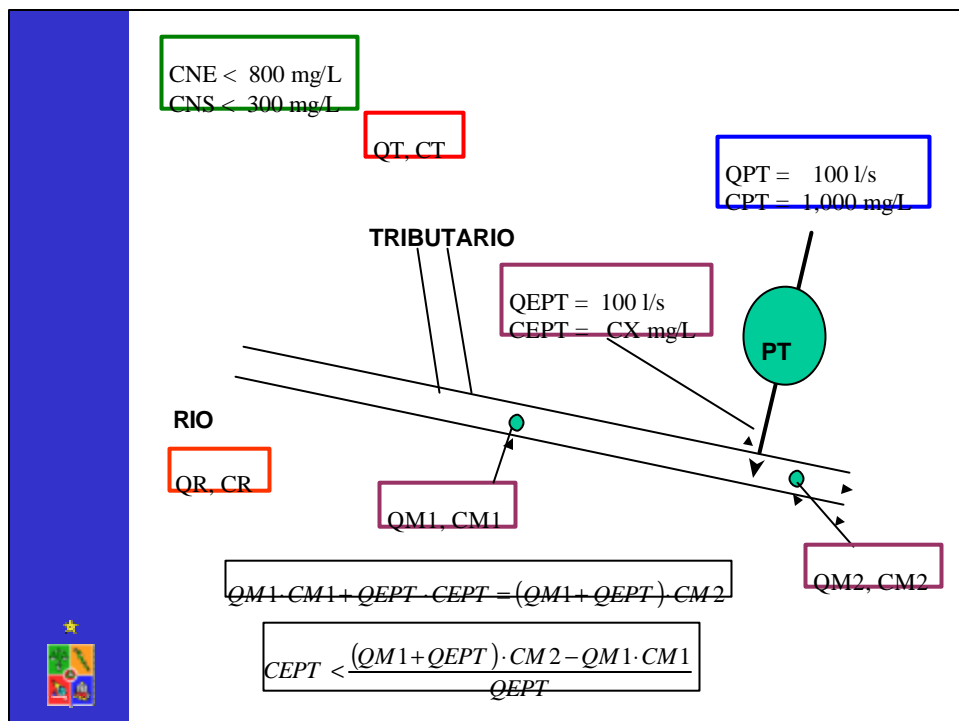 CNE < 800 mg/L
CNS < 300 mg/L
QT, CT
QPT = 100 l/s
CPT = 1,000 mg/L
TRIBUTARIO
QEPT = 100 l/s
CEPT = CX mg/L
PT
RIO
QR, CR
QM1, CM1
QM2, CM2
QM1·CM1+QEPT·CEPT=(QM1+QEPT)·CM2
CEPT < \frac{(QM1+QEPT)·CM2−QM1·CM1}{QEPT}